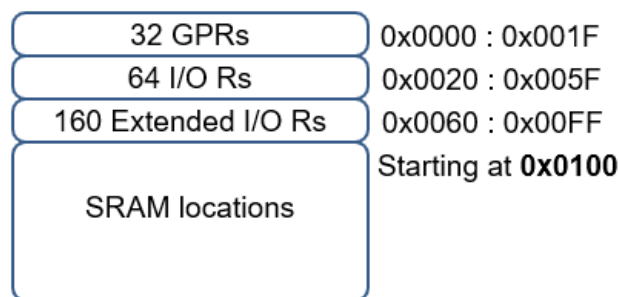 32 GPRs 0x0000 : 0x001F
64 I/O Rs 0x0020 : 0x005F
160 Extended I/O Rs 0x0060 : 0x00FF
Starting at 0x0100
SRAM locations